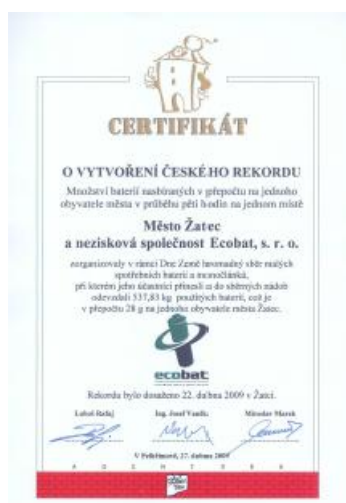 CERTIFIKÁT
O VYTVOŘENÍ ČESKÉHO REKORDU
Množství baterií nasbíraných v přepočtu na jednoho
obyvatele města v průběhu pěti hodin na jednom místě
Město Žatec
a nezisková společnost Ecobat, s. r. o.
zorganizovaly v rámci Dne Země hromadný sběr malých
spotřebních baterií a monočlánků,
při kterém jeho účastníci přinesli a do sběrných nádob
odevzdali 537,83 kg použitých baterií, což je
v přepočtu 28 g na jednoho obyvatele města Žatec.
ecobat
Rekordu bylo dosaženo 22. dubna 2009 v Žatci.
Luboš Rafaj Ing. Josef Vaněk Miroslav Marek
V Pelhřimově, 27. dubna 2009
A G E N T U R A